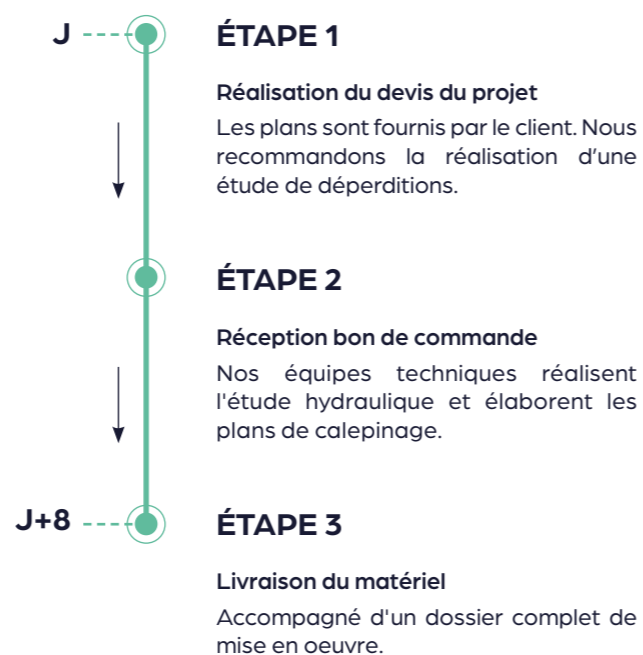 J
ÉTAPE 1
Réalisation du devis du projet
Les plans sont fournis par le client. Nous
recommandons la réalisation d'une
étude de déperditions.
ÉTAPE 2
Réception bon de commande
Nos équipes techniques réalisent
l'étude hydraulique et élaborent les
plans de calepinage.
J+8
ÉTAPE 3
Livraison du matériel
Accompagné d'un dossier complet de
mise en oeuvre.